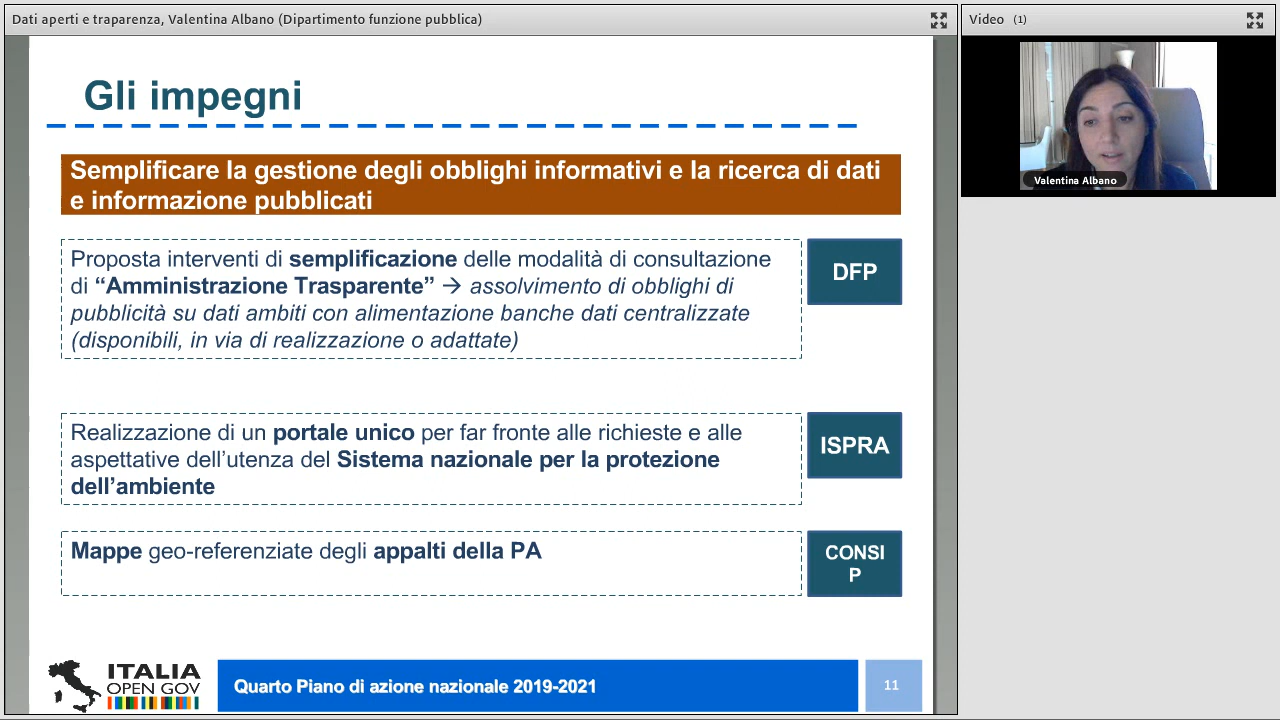 Dati aperti e traparenza, Valentina Albano (Dipartimento funzione pubblica)
Video (1)
Valentina Albano
Gli impegni
Semplificare la gestione degli obblighi informativi e la ricerca di dati
e informazione pubblicati
Proposta interventi di semplificazione delle modalità di consultazione
di “Amministrazione Trasparente” → assolvimento di obblighi di
pubblicità su dati ambiti con alimentazione banche dati centralizzate
(disponibili, in via di realizzazione o adattate)
DFP
Realizzazione di un portale unico per far fronte alle richieste e alle
aspettative dell’utenza del Sistema nazionale per la protezione
dell’ambiente
ISPRA
Mappe geo-referenziate degli appalti della PA
CONSI
P
ITALIA
OPEN GOV
Quarto Piano di azione nazionale 2019-2021
11